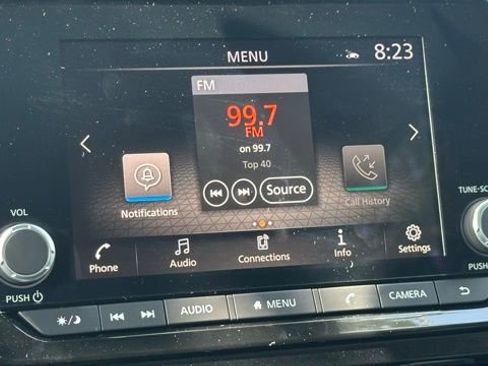 MENU
8:23
FM
99.7
FM
on 99.7
Top 40
Source
Notifications
Call History
VOL
TUNE-SC
Phone
Audio
Connections
Info
Settings
PUSH
PUSH
AUDIO
MENU
CAMERA